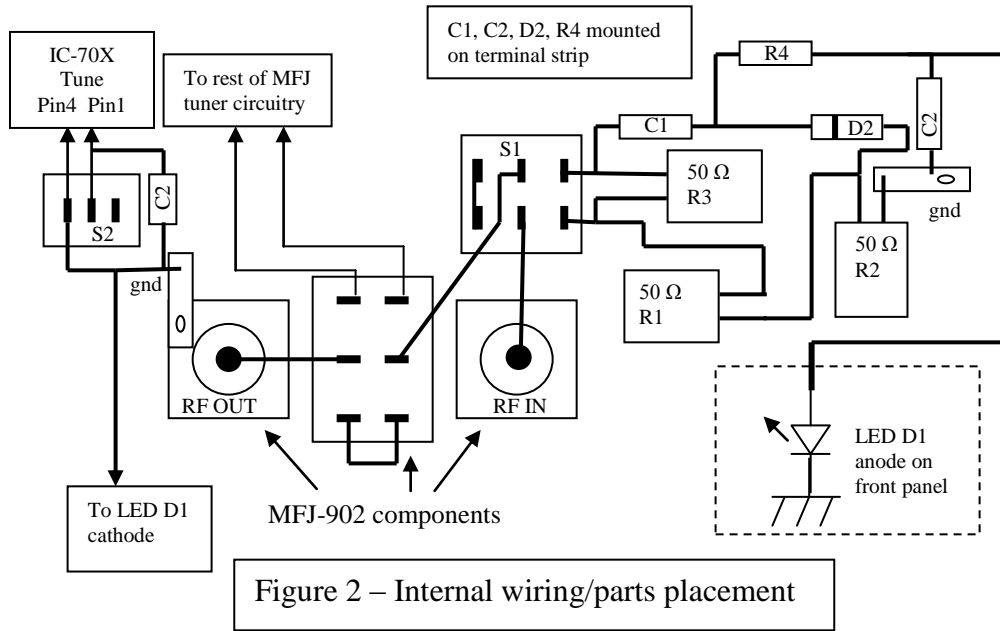 IC-70X
Tune
Pin4 Pin1
To rest of MFJ
tuner circuitry
C1, C2, D2, R4 mounted
on terminal strip
R4
C1
D2
C2
S1
50 Ω
R3
gnd
50 Ω
R2
50 Ω
R1
C2
S2
gnd
RF OUT
RF IN
LED D1
anode on
front panel
To LED D1
cathode
MFJ-902 components
Figure 2 – Internal wiring/parts placement